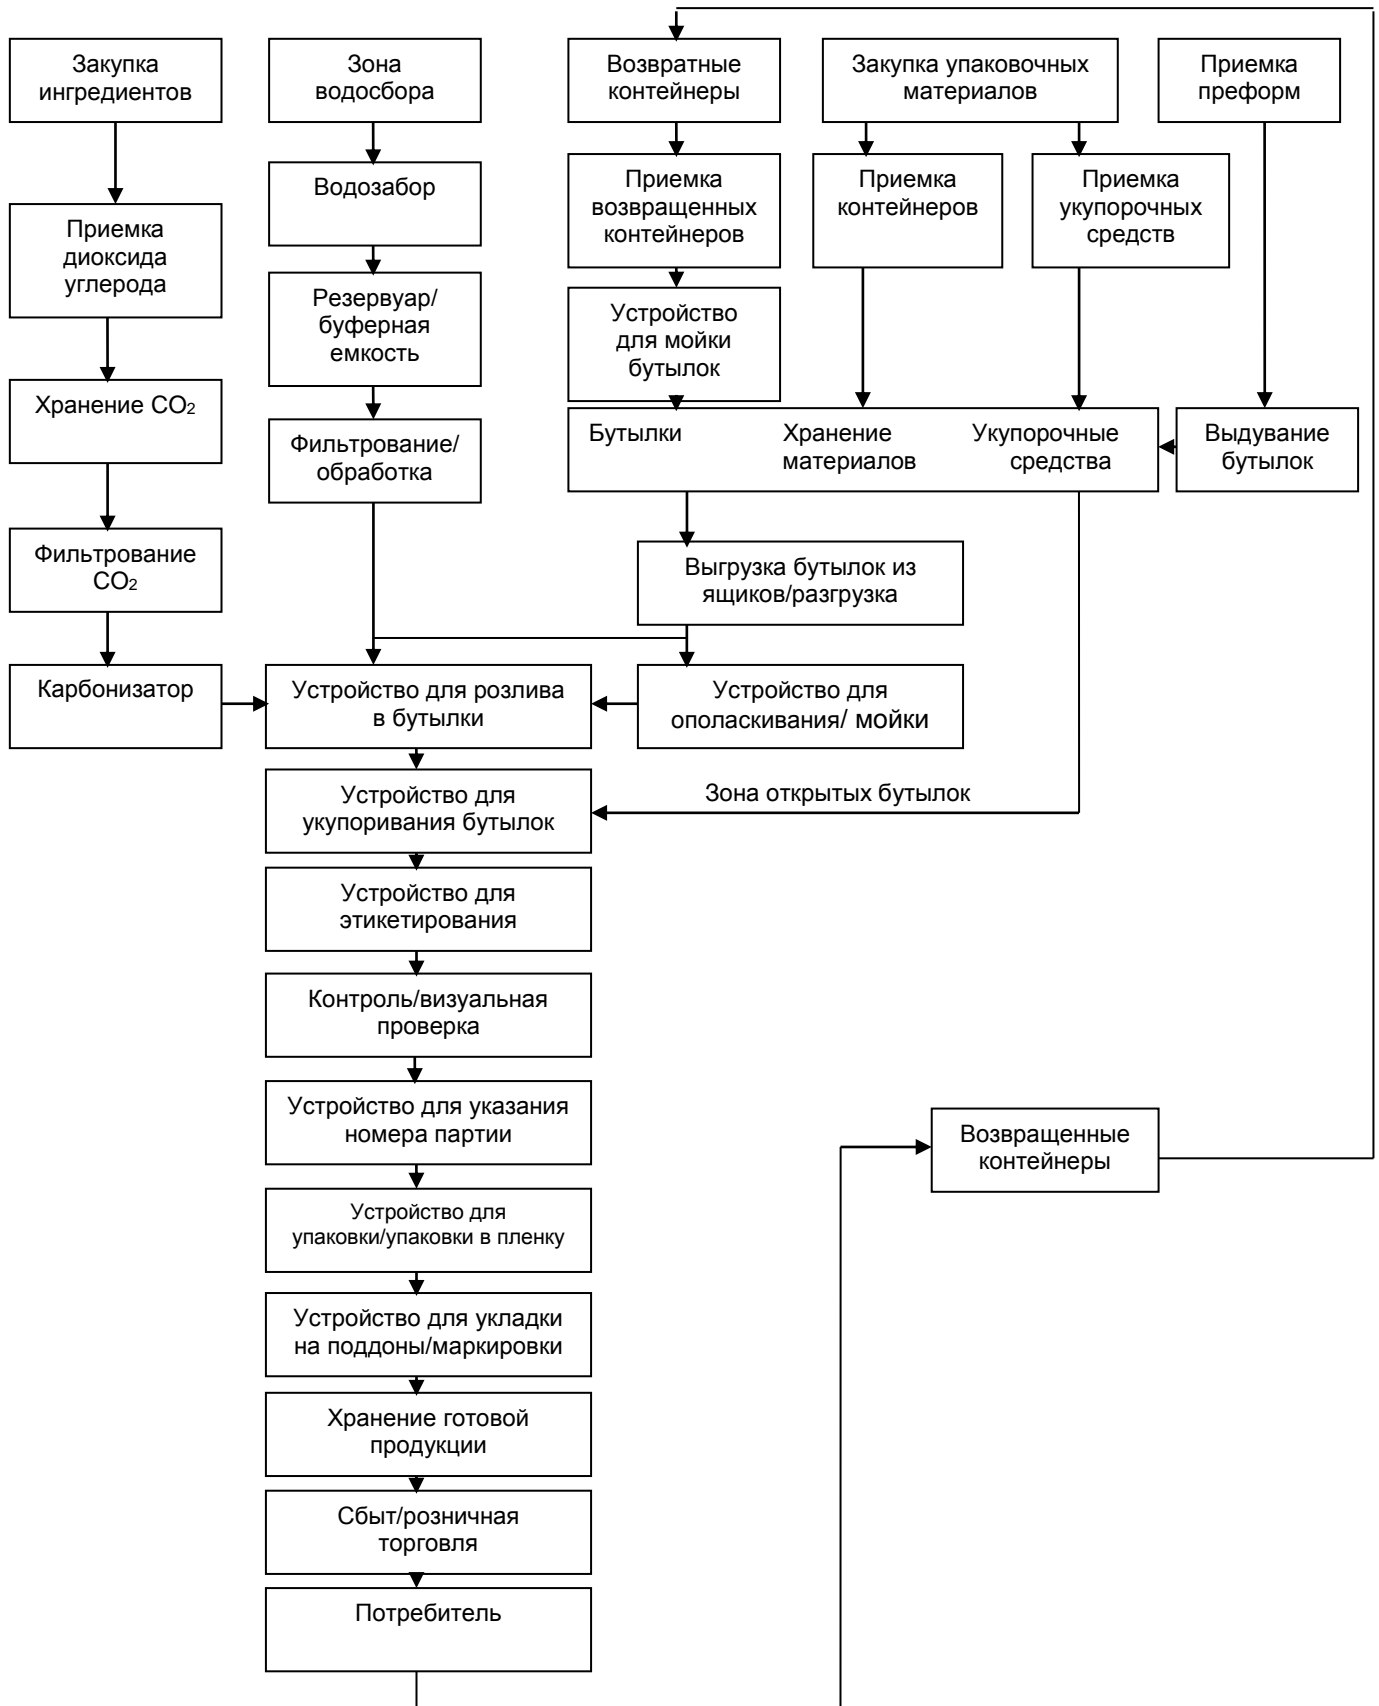 Закупка
ингредиентов
Зона
водосбора
Возвратные
контейнеры
Закупка упаковочных
материалов
Приемка
преформ
Водозабор
Приемка
возвращенных
контейнеров
Приемка
контейнеров
Приемка
укупорочных
средств
Приемка
диоксида
углерода
Резервуар/
буферная
емкость
Устройство
для мойки
бутылок
Хранение CO2
Фильтрование/
обработка
Бутылки
Хранение
материалов
Укупорочные
средства
Выдувание
бутылок
Фильтрование
CO2
Выгрузка бутылок из
ящиков/разгрузка
Карбонизатор
Устройство для розлива
в бутылки
Устройство для
ополаскивания/ мойки
Устройство для
укупоривания бутылок
Зона открытых бутылок
Устройство для
этикетирования
Контроль/визуальная
проверка
Устройство для указания
номера партии
Возвращенные
контейнеры
Устройство для
упаковки/упаковки в пленку
Устройство для укладки
на поддоны/маркировки
Хранение готовой
продукции
Сбыт/розничная
торговля
Потребитель